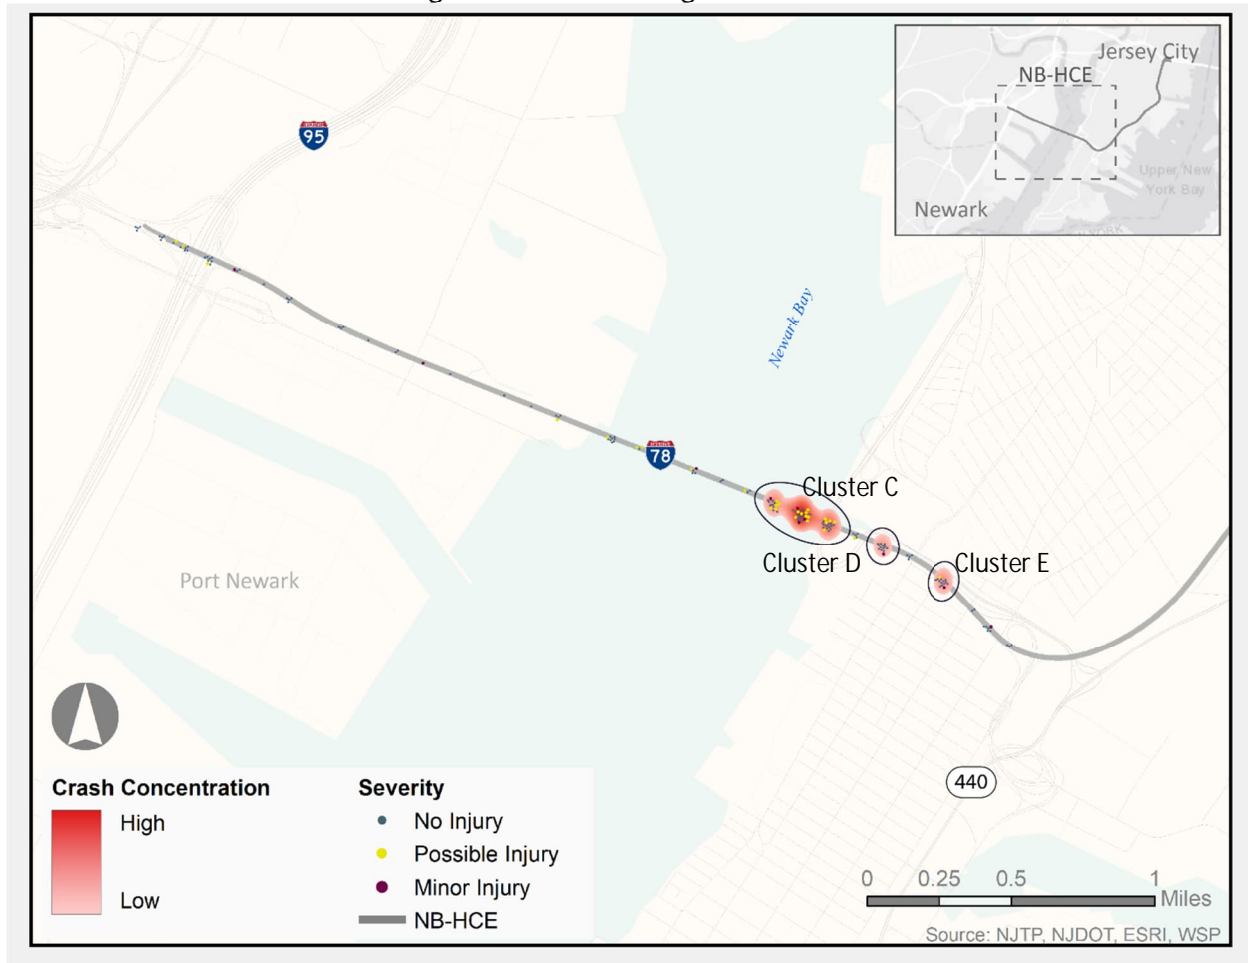 Jersey City
NB-HCE
Upper New
York Bay
Newark
95
Newark Bay
78
Cluster C
Cluster D
Cluster E
Port Newark
440
Crash Concentration
High
Low
Severity
No Injury
Possible Injury
Minor Injury
NB-HCE
0 0.25 0.5 1
Miles
Source: NJTP, NJDOT, ESRI, WSP